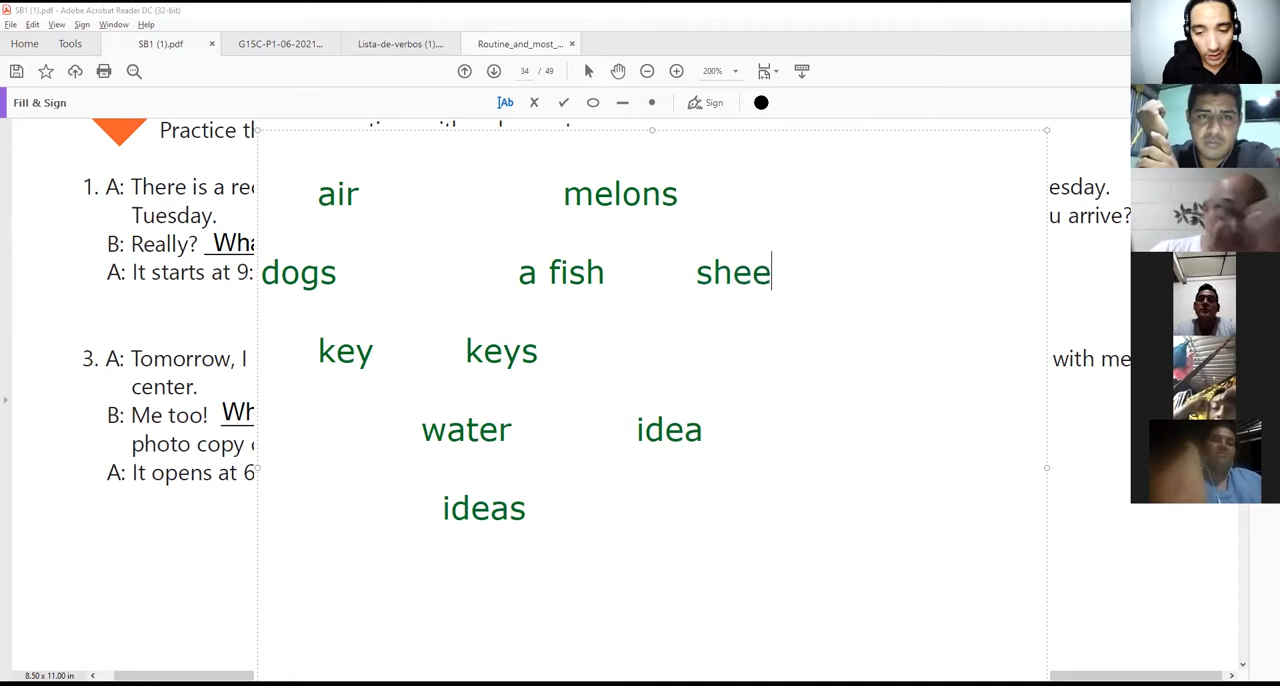 SB1 (1).pdf - Adobe Acrobat Reader DC (32-bit)
File Edit View Sign Window Help
Home Tools SB1 (1).pdf × G15C-P1-06-2021... Lista-de-verbos (1).... Routine_and_most_... ×
34 / 49 200%
Fill & Sign Ab Sign
Practice
1. A: There is a esday.
Tuesday. u arrive?
B: Really?
A: It starts at 9:
air melons
dogs a fish shee
key keys
3. A: Tomorrow, I with me
center.
B: Me too!
photo copy
A: It opens at 6
water idea
ideas
8.50 x 11.00 in